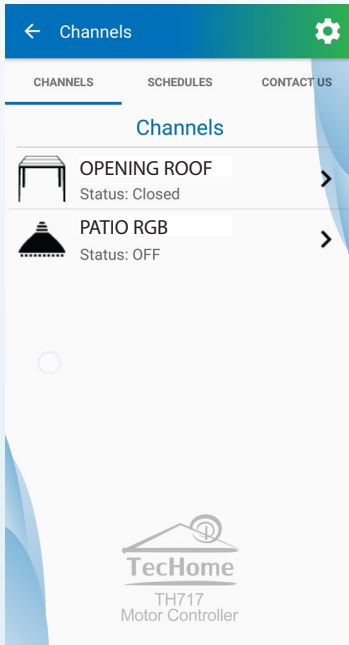 Channels
CHANNELS SCHEDULES CONTACT US
Channels
OPENING ROOF
Status: Closed
PATIO RGB
Status: OFF
TecHome
TH717
Motor Controller